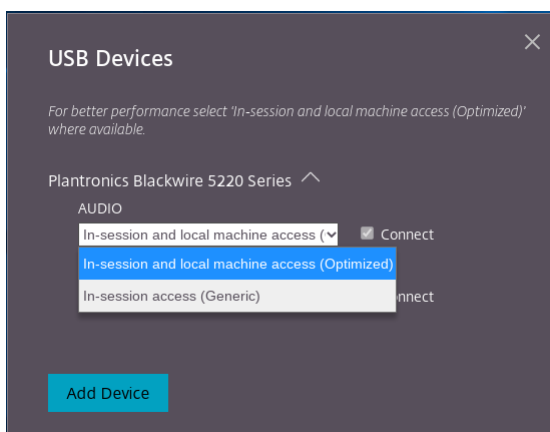 USB Devices
For better performance select 'In-session and local machine access (Optimized)'
where available.
Plantronics Blackwire 5220 Series
AUDIO
In-session and local machine access (
Connect
In-session and local machine access (Optimized)
In-session access (Generic)
Add Device